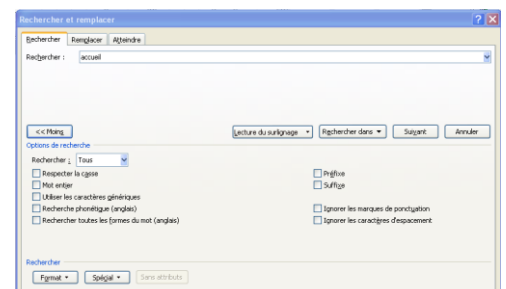 Rechercher et remplacer
Rechercher Remplacer Atteindre
Rechercher : accueil
<< Moins Lecture du surlignage Rechercher dans Suivant Annuler
Options de recherche
Rechercher : Tous
Respecter la casse Préfixe
Mot entier Suffixe
Utiliser les caractères génériques
Recherche phonétique (anglais) Ignorer les marques de ponctuation
Rechercher toutes les formes du mot (anglais) Ignorer les caractères d'espacement
Rechercher
Format Spécial Sans attributs